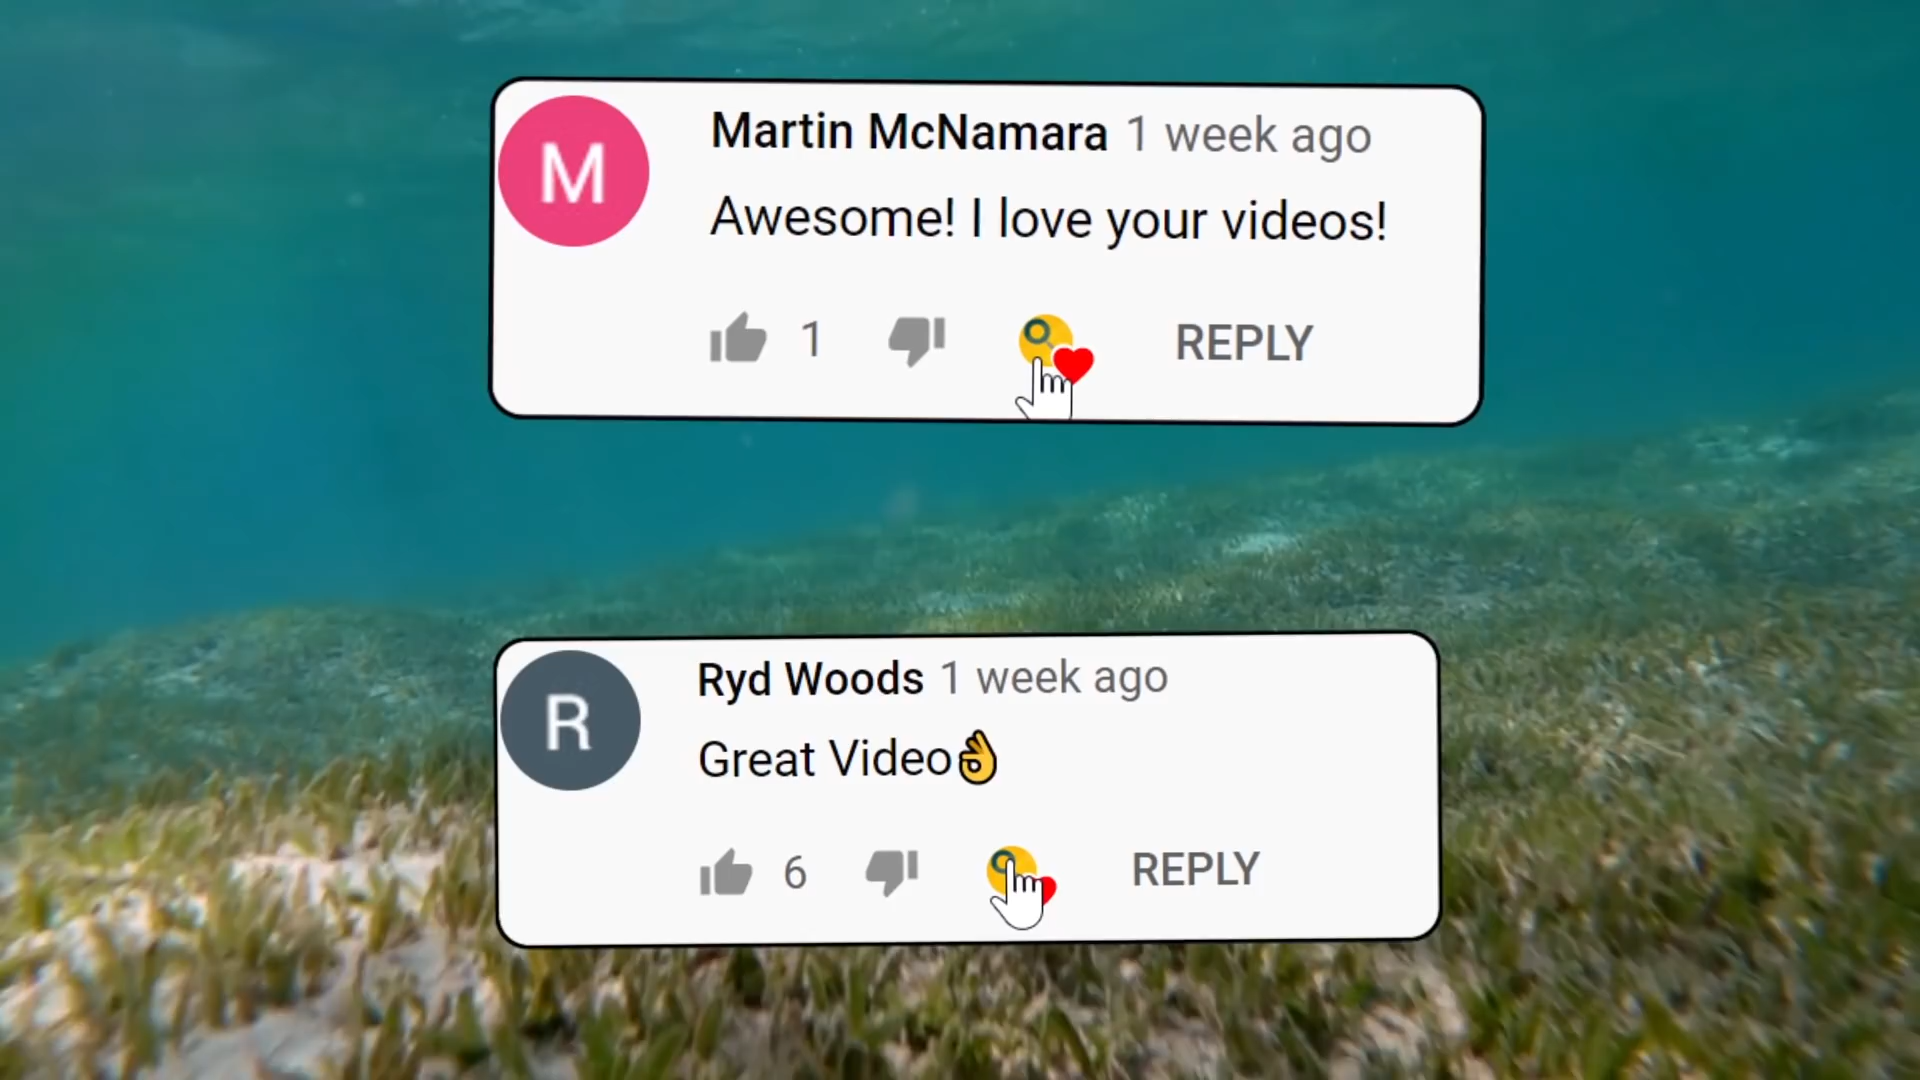 M
Martin McNamara 1 week ago
Awesome! I love your videos!
1
REPLY
R
Ryd Woods 1 week ago
Great Video👌
6
REPLY